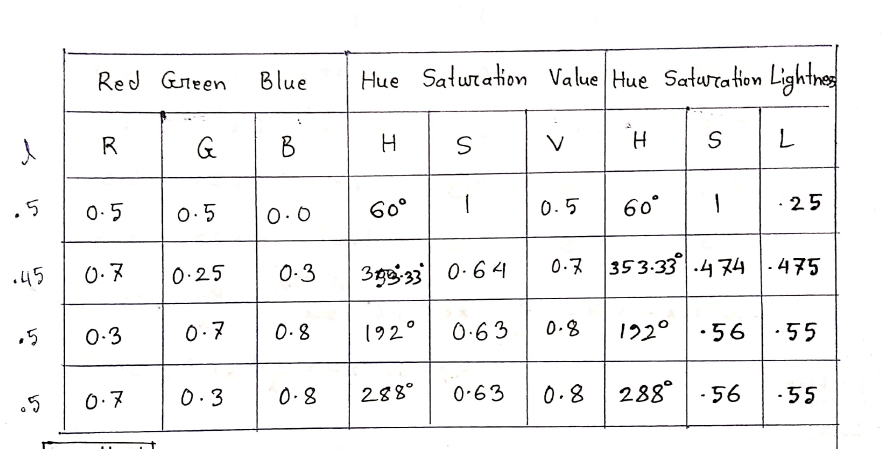 Red Green Blue Hue Saturation Value Hue Saturation Lightness
l R G B H S V H S L
.5 0.5 0.5 0.0 60° 1 0.5 60° 1 .25
.45 0.7 0.25 0.3 353.33° 0.64 0.7 353.33° .474 .475
.5 0.3 0.7 0.8 192° 0.63 0.8 192° .56 .55
.5 0.7 0.3 0.8 288° 0.63 0.8 288° .56 .55